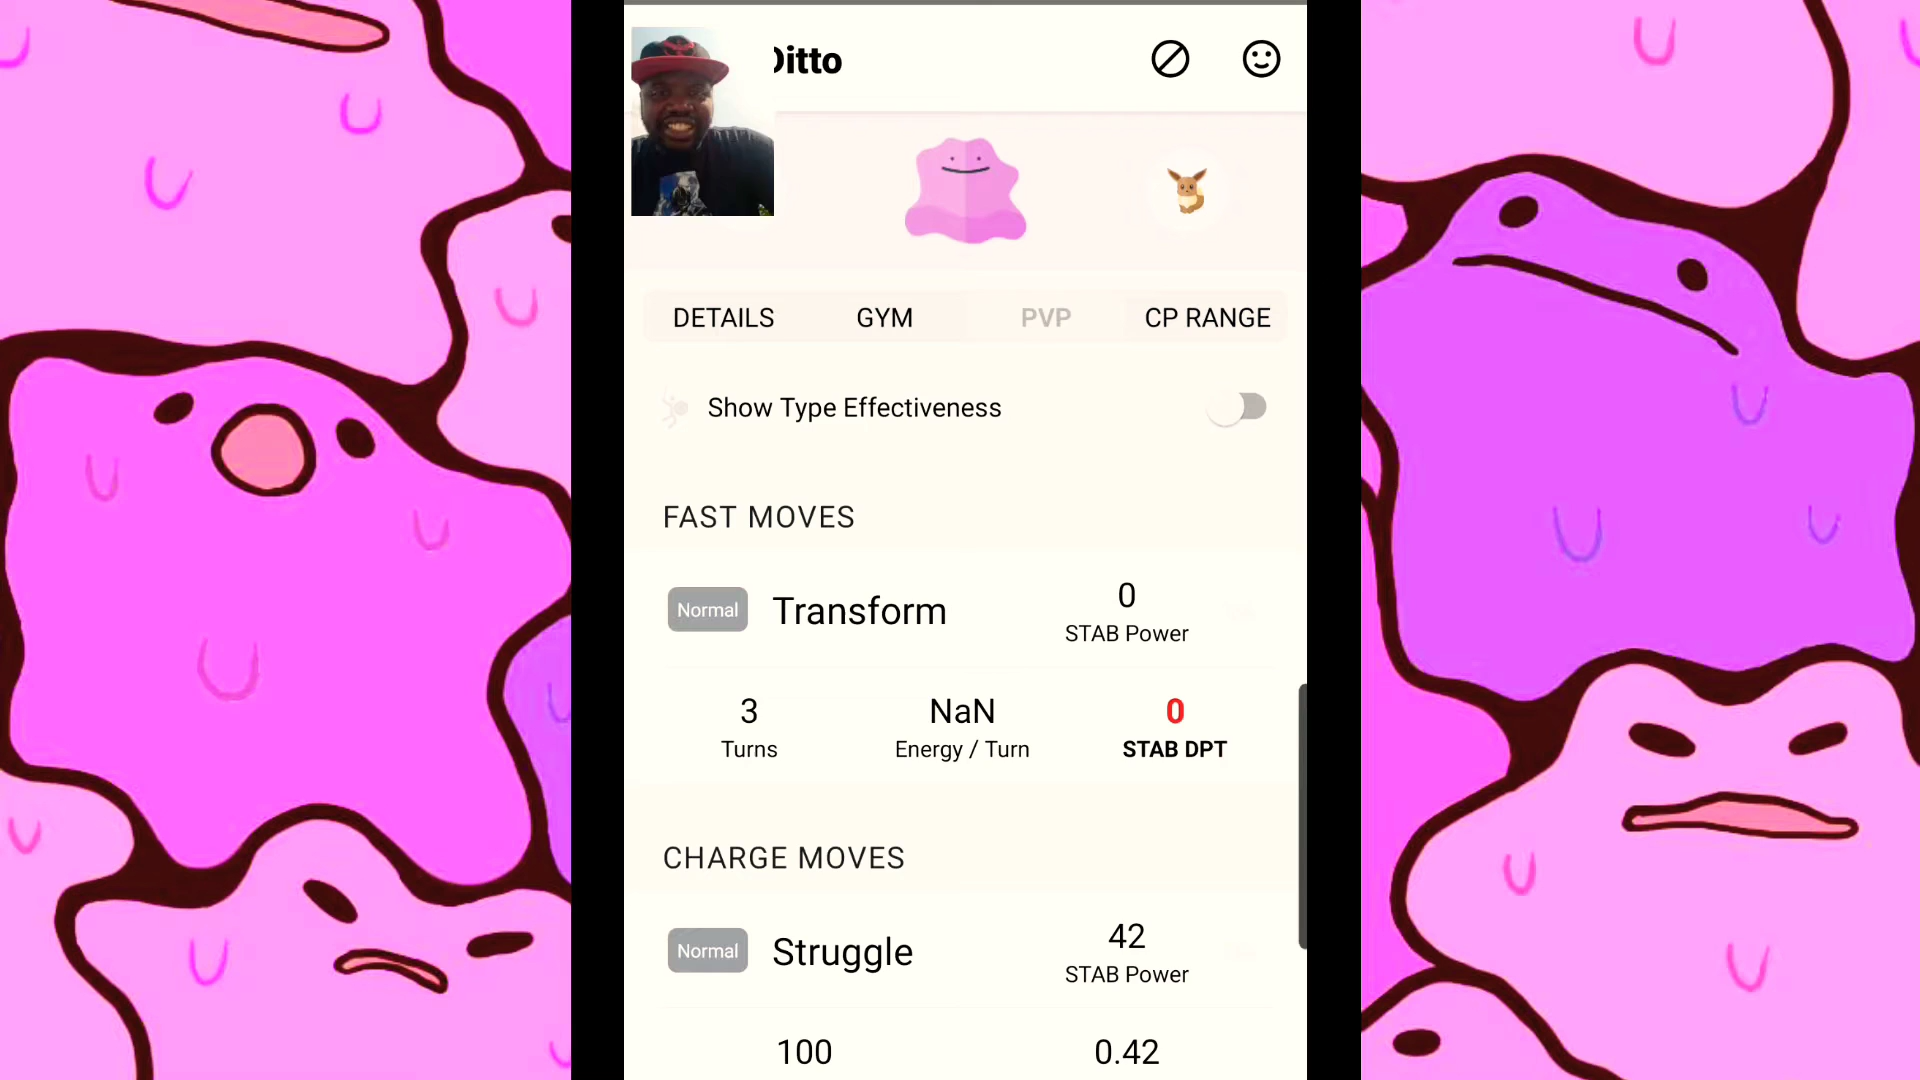 Ditto
DETAILS GYM PVP CP RANGE
Show Type Effectiveness
FAST MOVES
Normal Transform 0
STAB Power
3 NaN 0
Turns Energy / Turn STAB DPT
CHARGE MOVES
Normal Struggle 42
STAB Power
100 0.42